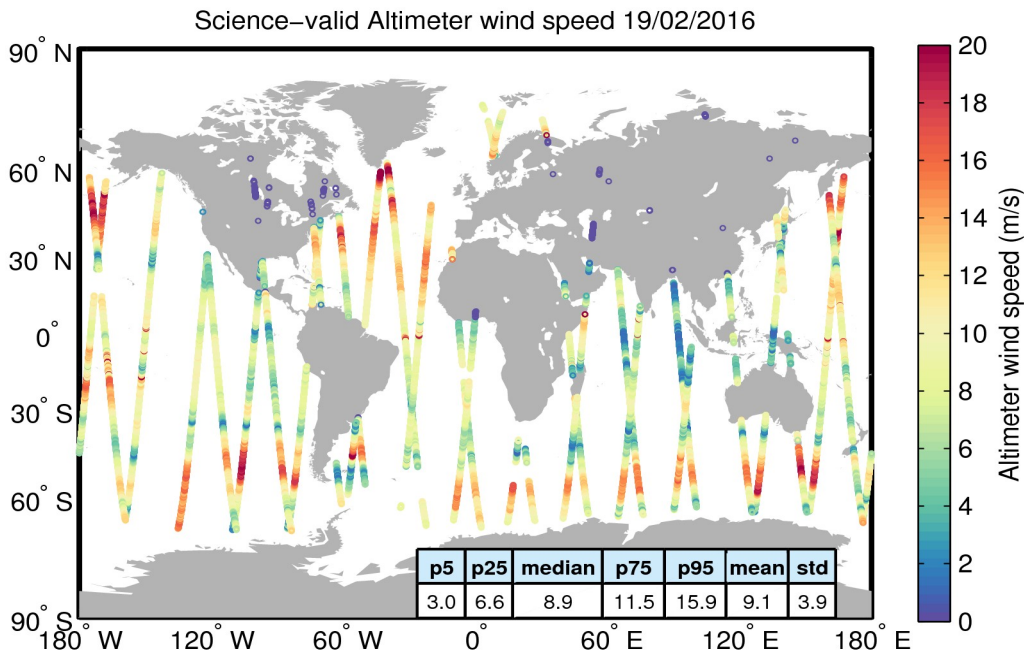 Science−valid Altimeter wind speed 19/02/2016
90° N
60° N
30° N
0°
30° S
60° S
90° S
180° W
120° W
60° W
0°
60° E
120° E
180° E
p5 p25 median p75 p95 mean std
3.0 6.6 8.9 11.5 15.9 9.1 3.9
20
18
16
14
12
10
8
6
4
2
0
Altimeter wind speed (m/s)